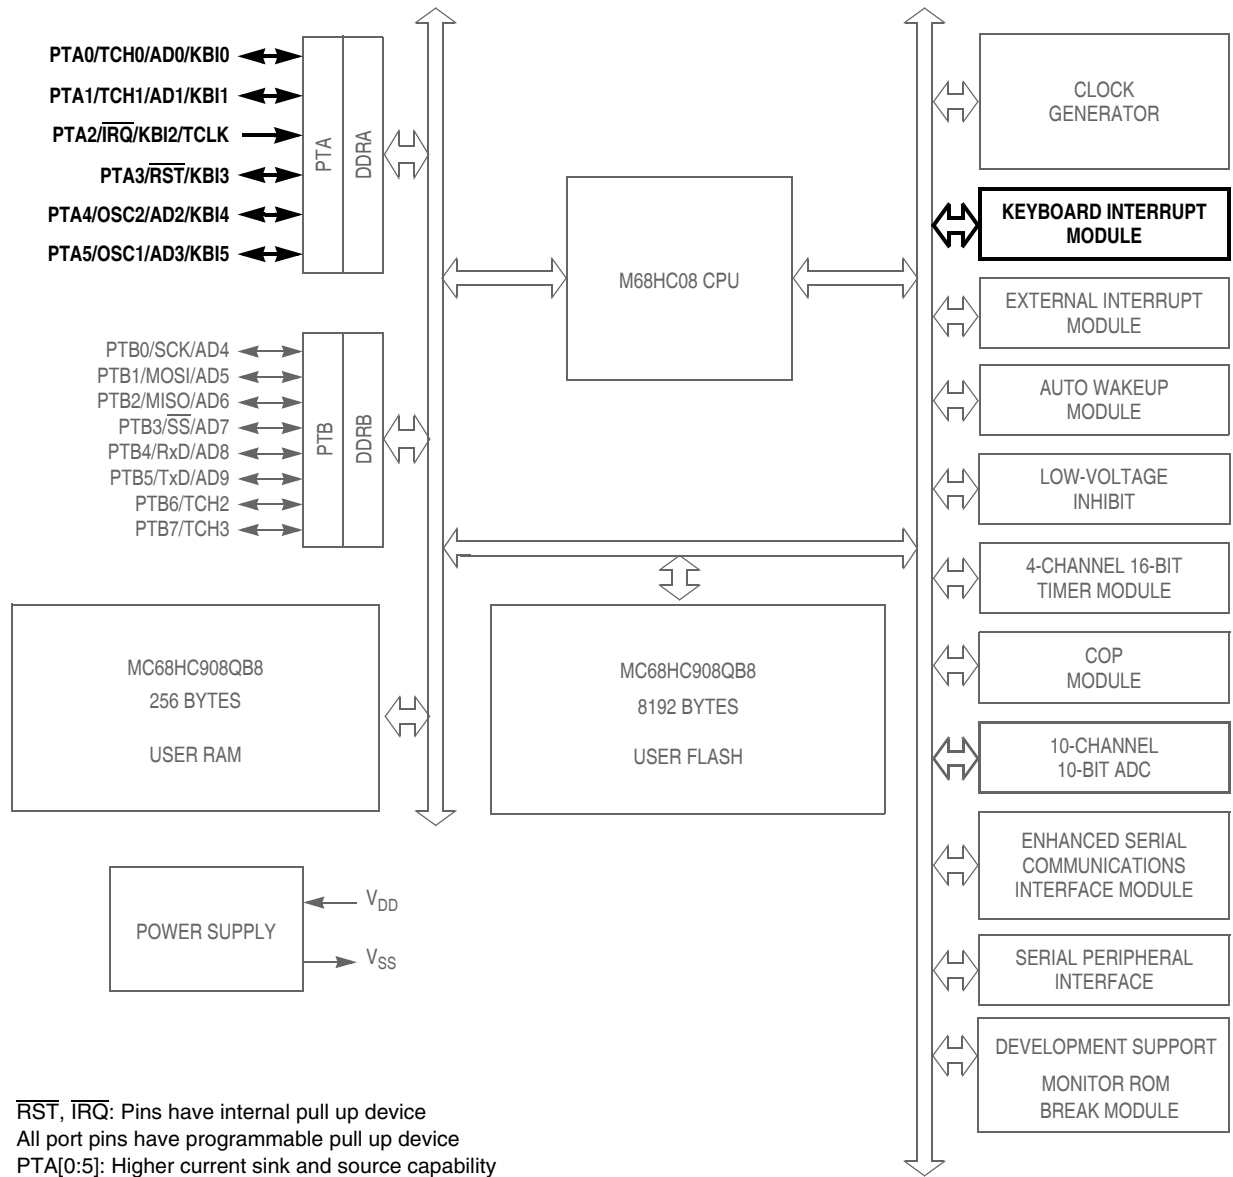 PTA0/TCH0/AD0/KBI0
PTA1/TCH1/AD1/KBI1
PTA2/I̅R̅Q̅/KBI2/TCLK
PTA3/R̅S̅T̅/KBI3
PTA4/OSC2/AD2/KBI4
PTA5/OSC1/AD3/KBI5
PTA
DDRA
PTB0/SCK/AD4
PTB1/MOSI/AD5
PTB2/MISO/AD6
PTB3/S̅S̅/AD7
PTB4/RxD/AD8
PTB5/TxD/AD9
PTB6/TCH2
PTB7/TCH3
PTB
DDRB
M68HC08 CPU
MC68HC908QB8
256 BYTES
USER RAM
MC68HC908QB8
8192 BYTES
USER FLASH
POWER SUPPLY
VDD
VSS
CLOCK
GENERATOR
KEYBOARD INTERRUPT
MODULE
EXTERNAL INTERRUPT
MODULE
AUTO WAKEUP
MODULE
LOW-VOLTAGE
INHIBIT
4-CHANNEL 16-BIT
TIMER MODULE
COP
MODULE
10-CHANNEL
10-BIT ADC
ENHANCED SERIAL
COMMUNICATIONS
INTERFACE MODULE
SERIAL PERIPHERAL
INTERFACE
DEVELOPMENT SUPPORT
MONITOR ROM
BREAK MODULE
R̅S̅T̅, I̅R̅Q̅: Pins have internal pull up device
All port pins have programmable pull up device
PTA[0:5]: Higher current sink and source capability